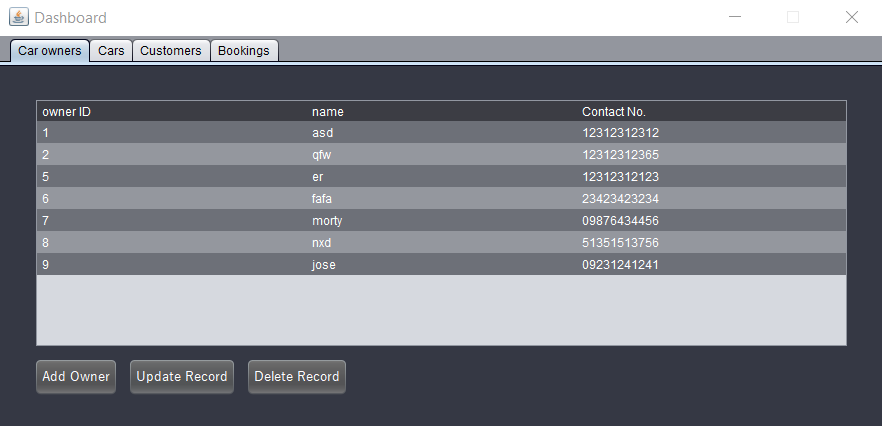 Dashboard
Car owners Cars Customers Bookings
owner ID name Contact No.
1 asd 12312312312
2 qfw 12312312365
5 er 12312312123
6 fafa 23423423234
7 morty 09876434456
8 nxd 51351513756
9 jose 09231241241
Add Owner Update Record Delete Record